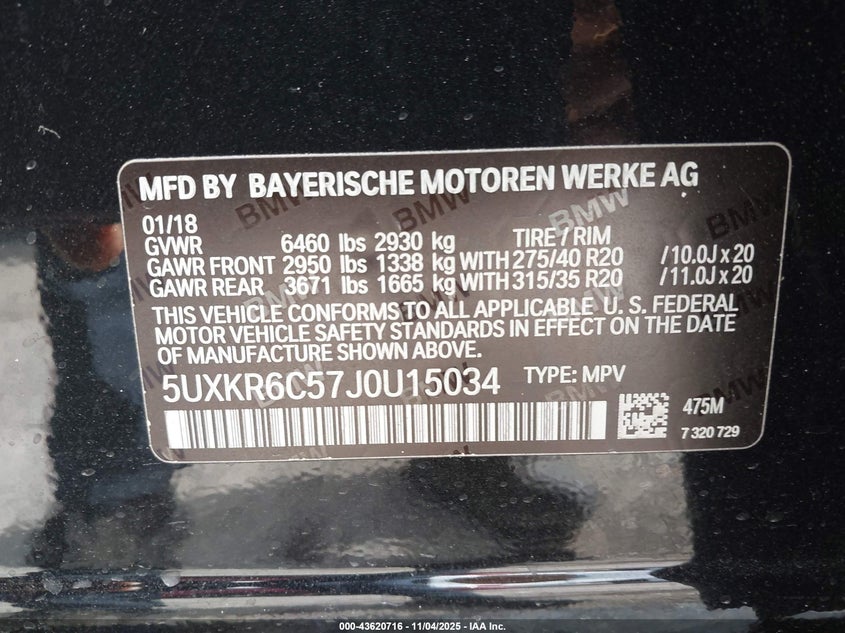 MFD BY BAYERISCHE MOTOREN WERKE AG
01/18
GVWR 6460 lbs 2930 kg TIRE / RIM
GAWR FRONT 2950 lbs 1338 kg WITH 275/40 R20 /10.0J x 20
GAWR REAR 3671 lbs 1665 kg WITH 315/35 R20 /11.0J x 20
THIS VEHICLE CONFORMS TO ALL APPLICABLE U. S. FEDERAL
MOTOR VEHICLE SAFETY STANDARDS IN EFFECT ON THE DATE
OF MANUFACTURE SHOWN ABOVE.
5UXKR6C57J0U15034 TYPE: MPV
475M
7 320 729
000-43620716 - 11/04/2025 - IAA Inc.